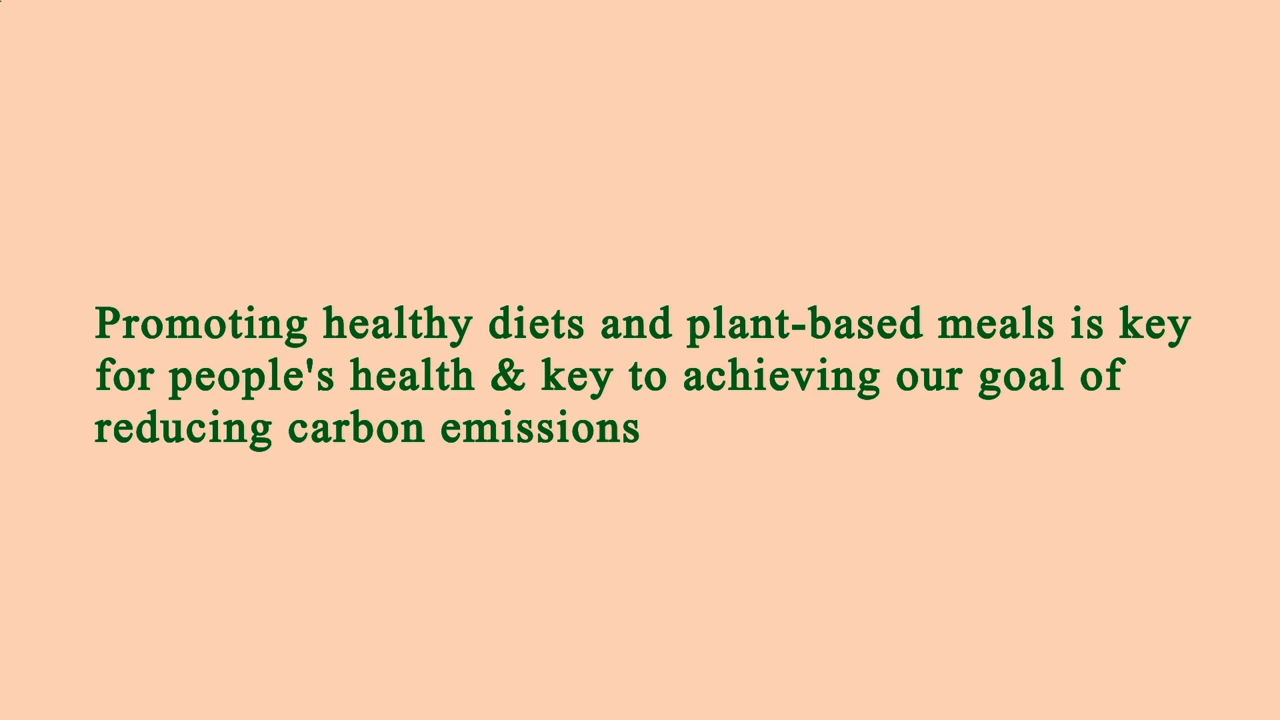 Promoting healthy diets and plant-based meals is key
for people's health & key to achieving our goal of
reducing carbon emissions